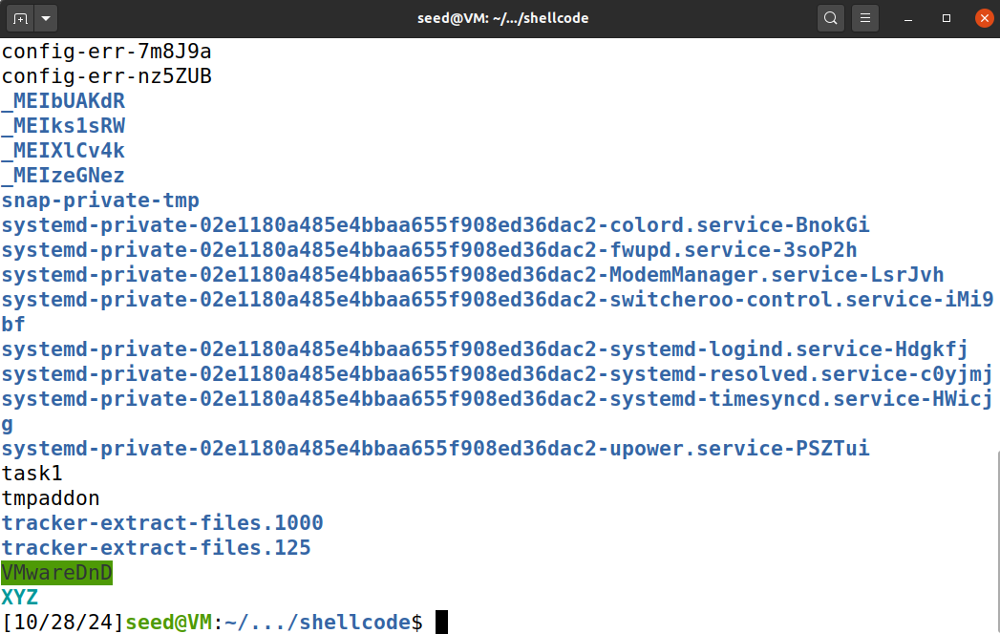 seed@VM: ~/.../shellcode
config-err-7m8J9a
config-err-nz5ZUB
_MEIbUAKdR
_MEIks1sRW
_MEIXlCv4k
_MEIzeGNez
snap-private-tmp
systemd-private-02e1180a485e4bbaa655f908ed36dac2-colord.service-BnokGi
systemd-private-02e1180a485e4bbaa655f908ed36dac2-fwupd.service-3soP2h
systemd-private-02e1180a485e4bbaa655f908ed36dac2-ModemManager.service-LsrJvh
systemd-private-02e1180a485e4bbaa655f908ed36dac2-switcheroo-control.service-iMi9
bf
systemd-private-02e1180a485e4bbaa655f908ed36dac2-systemd-logind.service-Hdgkfj
systemd-private-02e1180a485e4bbaa655f908ed36dac2-systemd-resolved.service-c0yjmj
systemd-private-02e1180a485e4bbaa655f908ed36dac2-systemd-timesyncd.service-HWicj
g
systemd-private-02e1180a485e4bbaa655f908ed36dac2-upower.service-PSZTui
task1
tmpaddon
tracker-extract-files.1000
tracker-extract-files.125
VMwareDnD
XYZ
[10/28/24]seed@VM:~/.../shellcode$